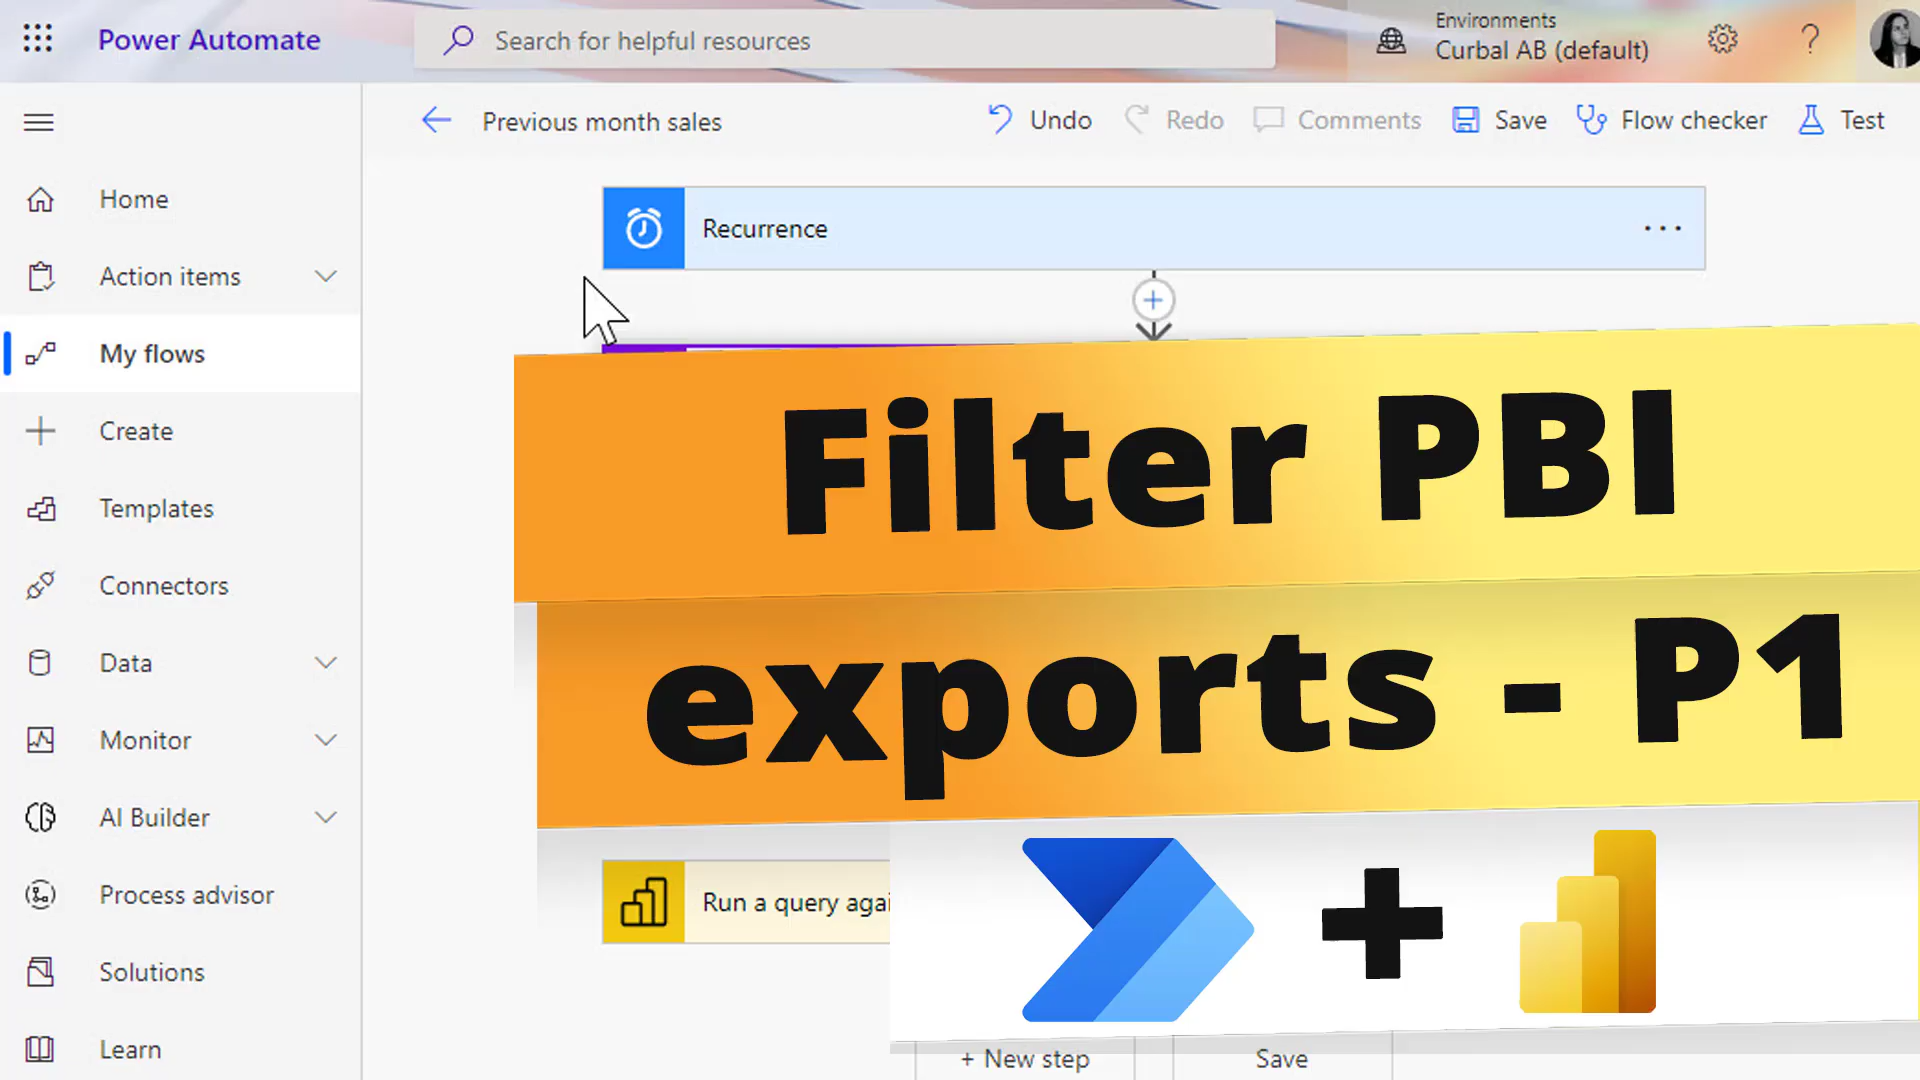 Power Automate
Search for helpful resources
Environments
Curbal AB (default)
Previous month sales
Undo
Redo
Comments
Save
Flow checker
Test
Home
Action items
My flows
Create
Templates
Connectors
Data
Monitor
AI Builder
Process advisor
Solutions
Learn
Recurrence
Filter PBI
exports - P1
Run a query agai
+ New step
Save